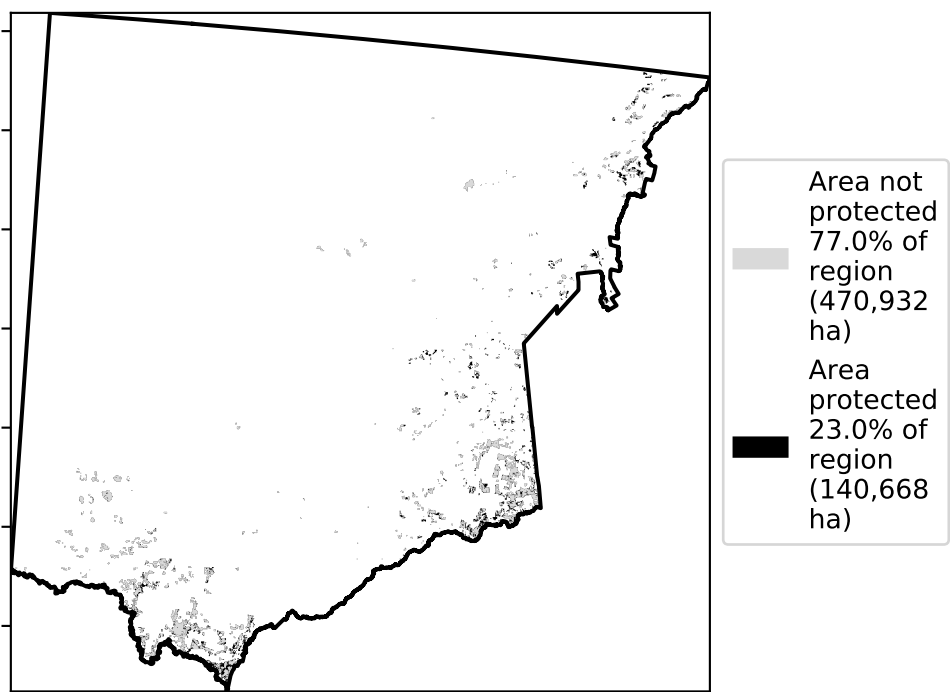 Area not
protected
77.0% of
region
(470,932
ha)
Area
protected
23.0% of
region
(140,668
ha)